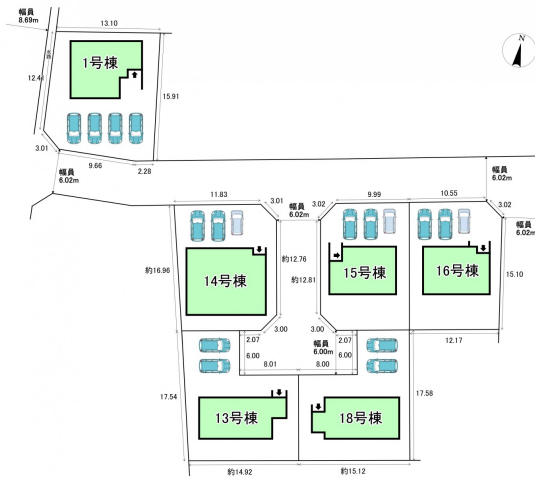 幅員
8.69m
13.10
N
1号棟
12.41
15.91
3.01
9.66
2.28
幅員
6.02m
幅員
6.02m
11.83
3.01
幅員
6.02m
3.02
9.99
10.55
3.02
幅員
6.02m
約16.96
14号棟
約12.76
約12.81
15号棟
16号棟
15.10
3.00
3.00
2.07
6.00
幅員
6.00m
2.07
6.00
12.17
8.01
8.00
17.54
13号棟
18号棟
17.58
約14.92
約15.12